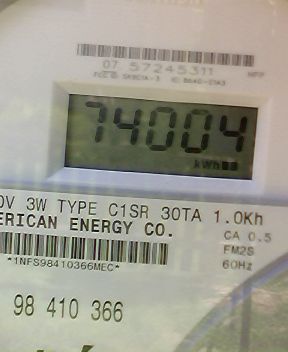 07 57245311
74004
kWh
0V 3W TYPE C1SR 30TA 1.0Kh
ERICAN ENERGY CO.
CA 0.5
FM2S
*1NFS98410366MEC*
60Hz
98 410 366